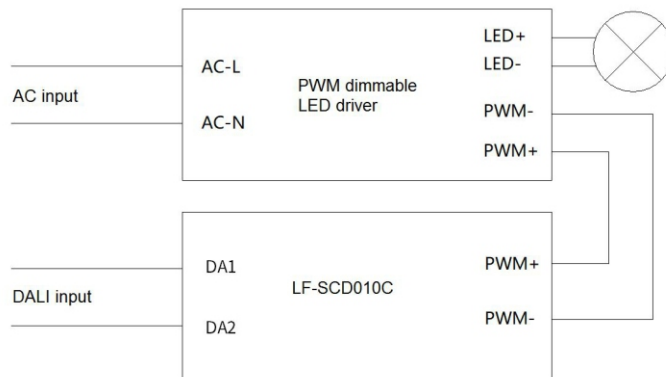 LED+
AC-L
LED-
AC input
PWM dimmable
LED driver
AC-N
PWM-
PWM+
DA1
PWM+
DALI input
LF-SCD010C
DA2
PWM-